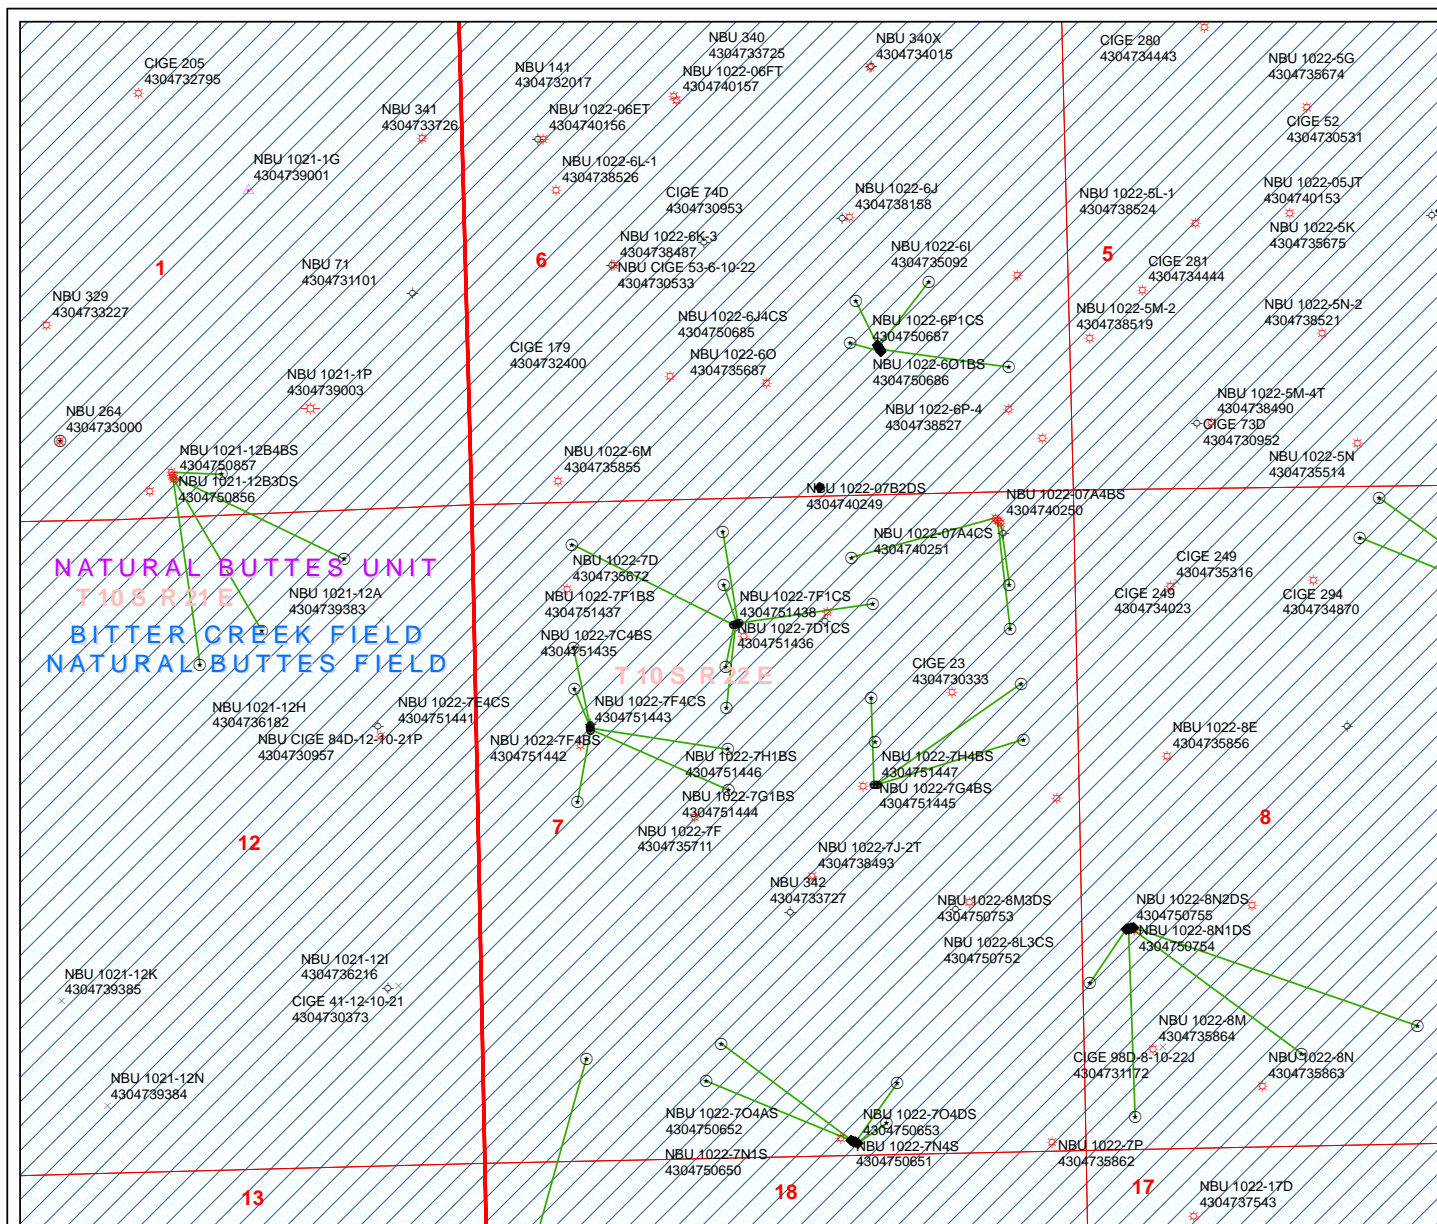 NBU 340
4304733725
NBU 340X
4304734015
CIGE 280
4304734443
NBU 1022-5G
4304735674
CIGE 205
4304732795
NBU 141
4304732017
NBU 1022-06FT
4304740157
NBU 341
4304733726
NBU 1022-06ET
4304740156
CIGE 52
4304730531
NBU 1021-1G
4304739001
NBU 1022-6L-1
4304738526
CIGE 74D
4304730953
NBU 1022-6J
4304738158
NBU 1022-5L-1
4304738524
NBU 1022-05JT
4304740153
NBU 1022-5K
4304735675
NBU 1022-6K-3
4304738487
NBU CIGE 53-6-10-22
4304730533
NBU 1022-6I
4304735092
1
6
5
NBU 71
4304731101
CIGE 281
4304734444
NBU 329
4304733227
NBU 1022-6J4CS
4304750685
NBU 1022-6P1CS
4304750687
NBU 1022-5M-2
4304738519
NBU 1022-5N-2
4304738521
CIGE 179
4304732400
NBU 1022-6O
4304735687
NBU 1022-6O1BS
4304750686
NBU 1021-1P
4304739003
NBU 1022-6P-4
4304738527
NBU 1022-5M-4T
4304738490
CIGE 73D
4304730952
NBU 264
4304733000
NBU 1021-12B4BS
4304750857
NBU 1021-12B3DS
4304750856
NBU 1022-6M
4304735855
NBU 1022-5N
4304735514
NBU 1022-07B2DS
4304740249
NBU 1022-07A4BS
4304740250
NBU 1022-07A4CS
4304740251
NATURAL BUTTES UNIT
T 10 S R 21 E
NBU 1022-7D
4304735672
CIGE 249
4304735316
NBU 1021-12A
4304739383
NBU 1022-7F1BS
4304751437
NBU 1022-7F1CS
4304751438
CIGE 249
4304734023
CIGE 294
4304734870
BITTER CREEK FIELD
NATURAL BUTTES FIELD
NBU 1022-7C4BS
4304751435
NBU 1022-7D1CS
4304751436
T 10 S R 22 E
CIGE 23
4304730333
NBU 1021-12H
4304736182
NBU 1022-7E4CS
4304751441
NBU 1022-7F4CS
4304751443
NBU CIGE 84D-12-10-21P
4304730957
NBU 1022-7F4BS
4304751442
NBU 1022-7H1BS
4304751446
NBU 1022-7H4BS
4304751447
NBU 1022-8E
4304735856
NBU 1022-7G1BS
4304751444
NBU 1022-7G4BS
4304751445
12
7
8
NBU 1022-7F
4304735711
NBU 1022-7J-2T
4304738493
NBU 342
4304733727
NBU 1022-8M3DS
4304750753
NBU 1022-8N2DS
4304750755
NBU 1022-8N1DS
4304750754
NBU 1022-8L3CS
4304750752
NBU 1021-12K
4304739385
NBU 1021-12I
4304736216
CIGE 41-12-10-21
4304730373
NBU 1022-8M
4304735864
CIGE 98D-8-10-22J
4304731172
NBU 1022-8N
4304735863
NBU 1021-12N
4304739384
NBU 1022-7O4AS
4304750652
NBU 1022-7O4DS
4304750653
NBU 1022-7N1S
4304750650
NBU 1022-7N4S
4304750651
NBU 1022-7P
4304735862
13
18
17
NBU 1022-17D
4304737543